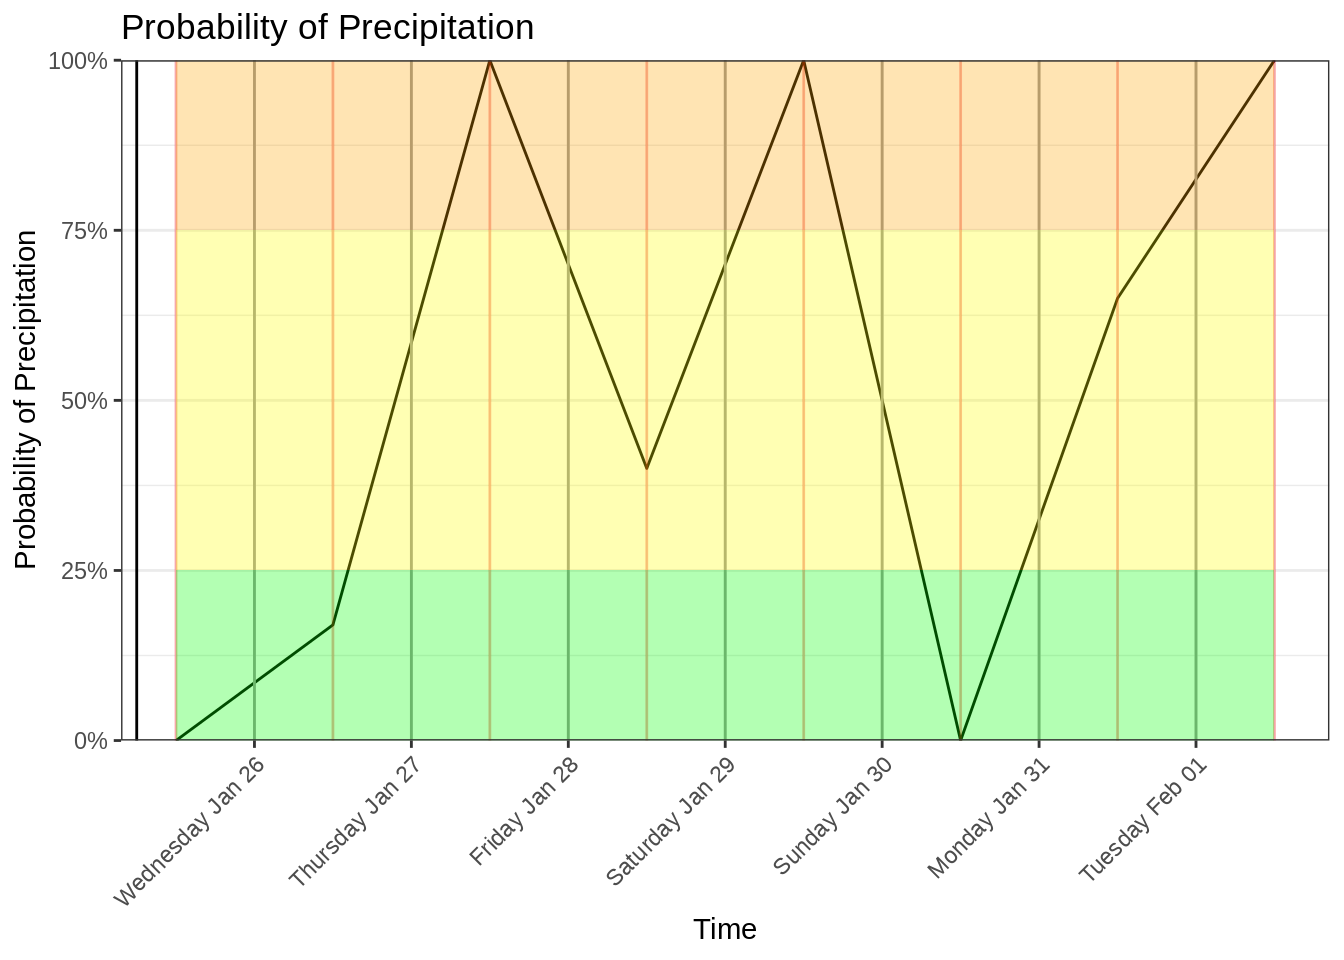 Probability of Precipitation
100%
75%
50%
25%
0%
Probability of Precipitation
Wednesday Jan 26
Thursday Jan 27
Friday Jan 28
Saturday Jan 29
Sunday Jan 30
Monday Jan 31
Tuesday Feb 01
Time